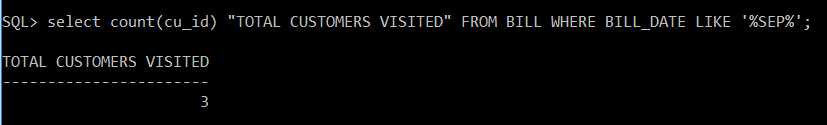 SQL> select count(cu_id) "TOTAL CUSTOMERS VISITED" FROM BILL WHERE BILL_DATE LIKE '%SEP%';
TOTAL CUSTOMERS VISITED
-----------------------
3